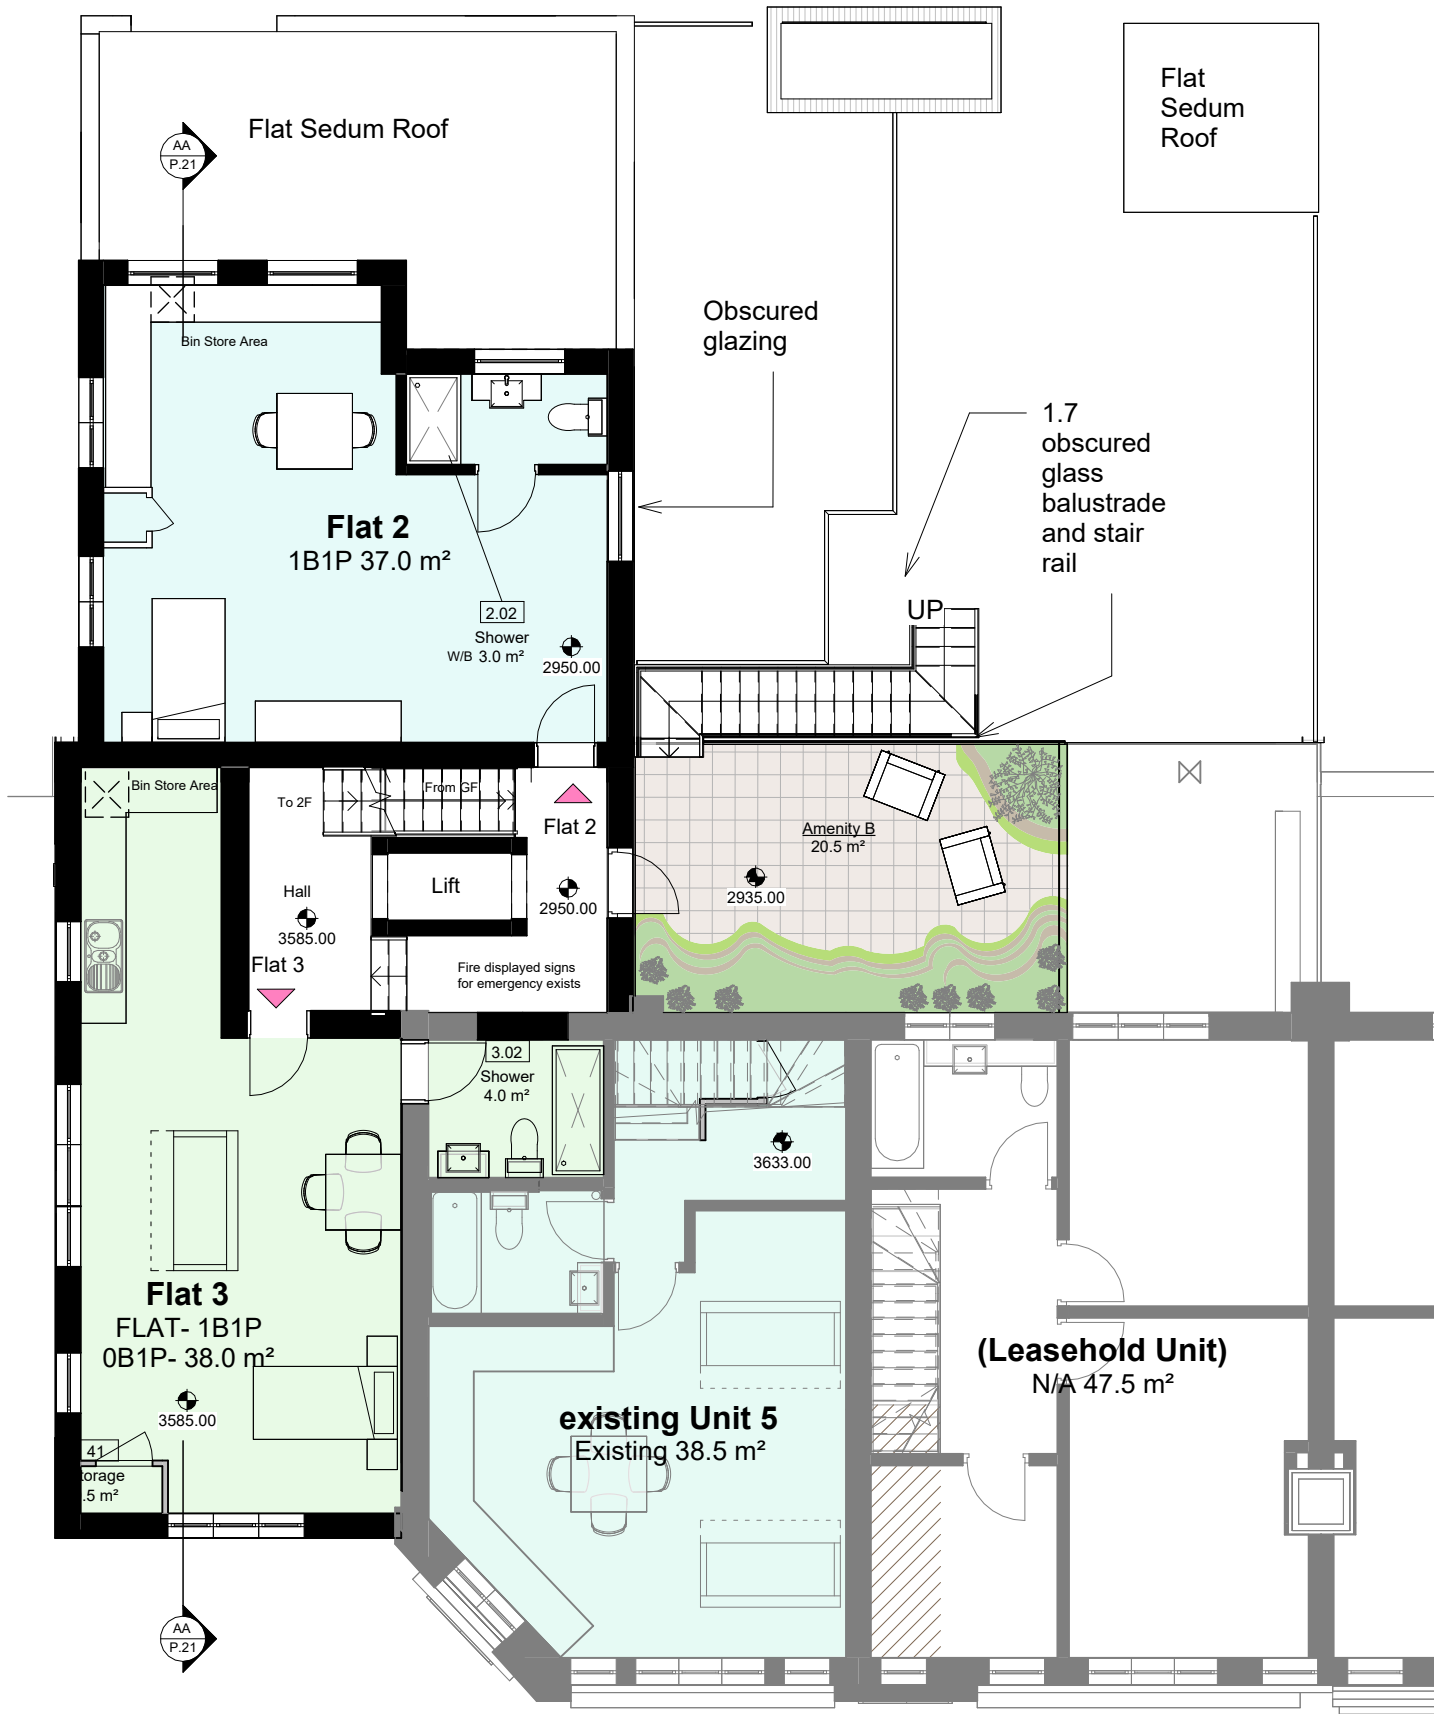 Flat Sedum Roof
AA
P.21
Flat
Sedum
Roof
Obscured
glazing
Bin Store Area
1.7
obscured
glass
balustrade
and stair
rail
Flat 2
1B1P 37.0 m²
2.02
Shower
W/B 3.0 m²
2950.00
UP
Bin Store Area
To 2F
From GF
Flat 2
Lift
Hall
3585.00
2950.00
Flat 3
Fire displayed signs
for emergency exists
Amenity B
20.5 m²
2935.00
3.02
Shower
4.0 m²
3633.00
Flat 3
FLAT- 1B1P
0B1P- 38.0 m²
3585.00
41
torage
.5 m²
existing Unit 5
Existing 38.5 m²
(Leasehold Unit)
N/A 47.5 m²
AA
P.21